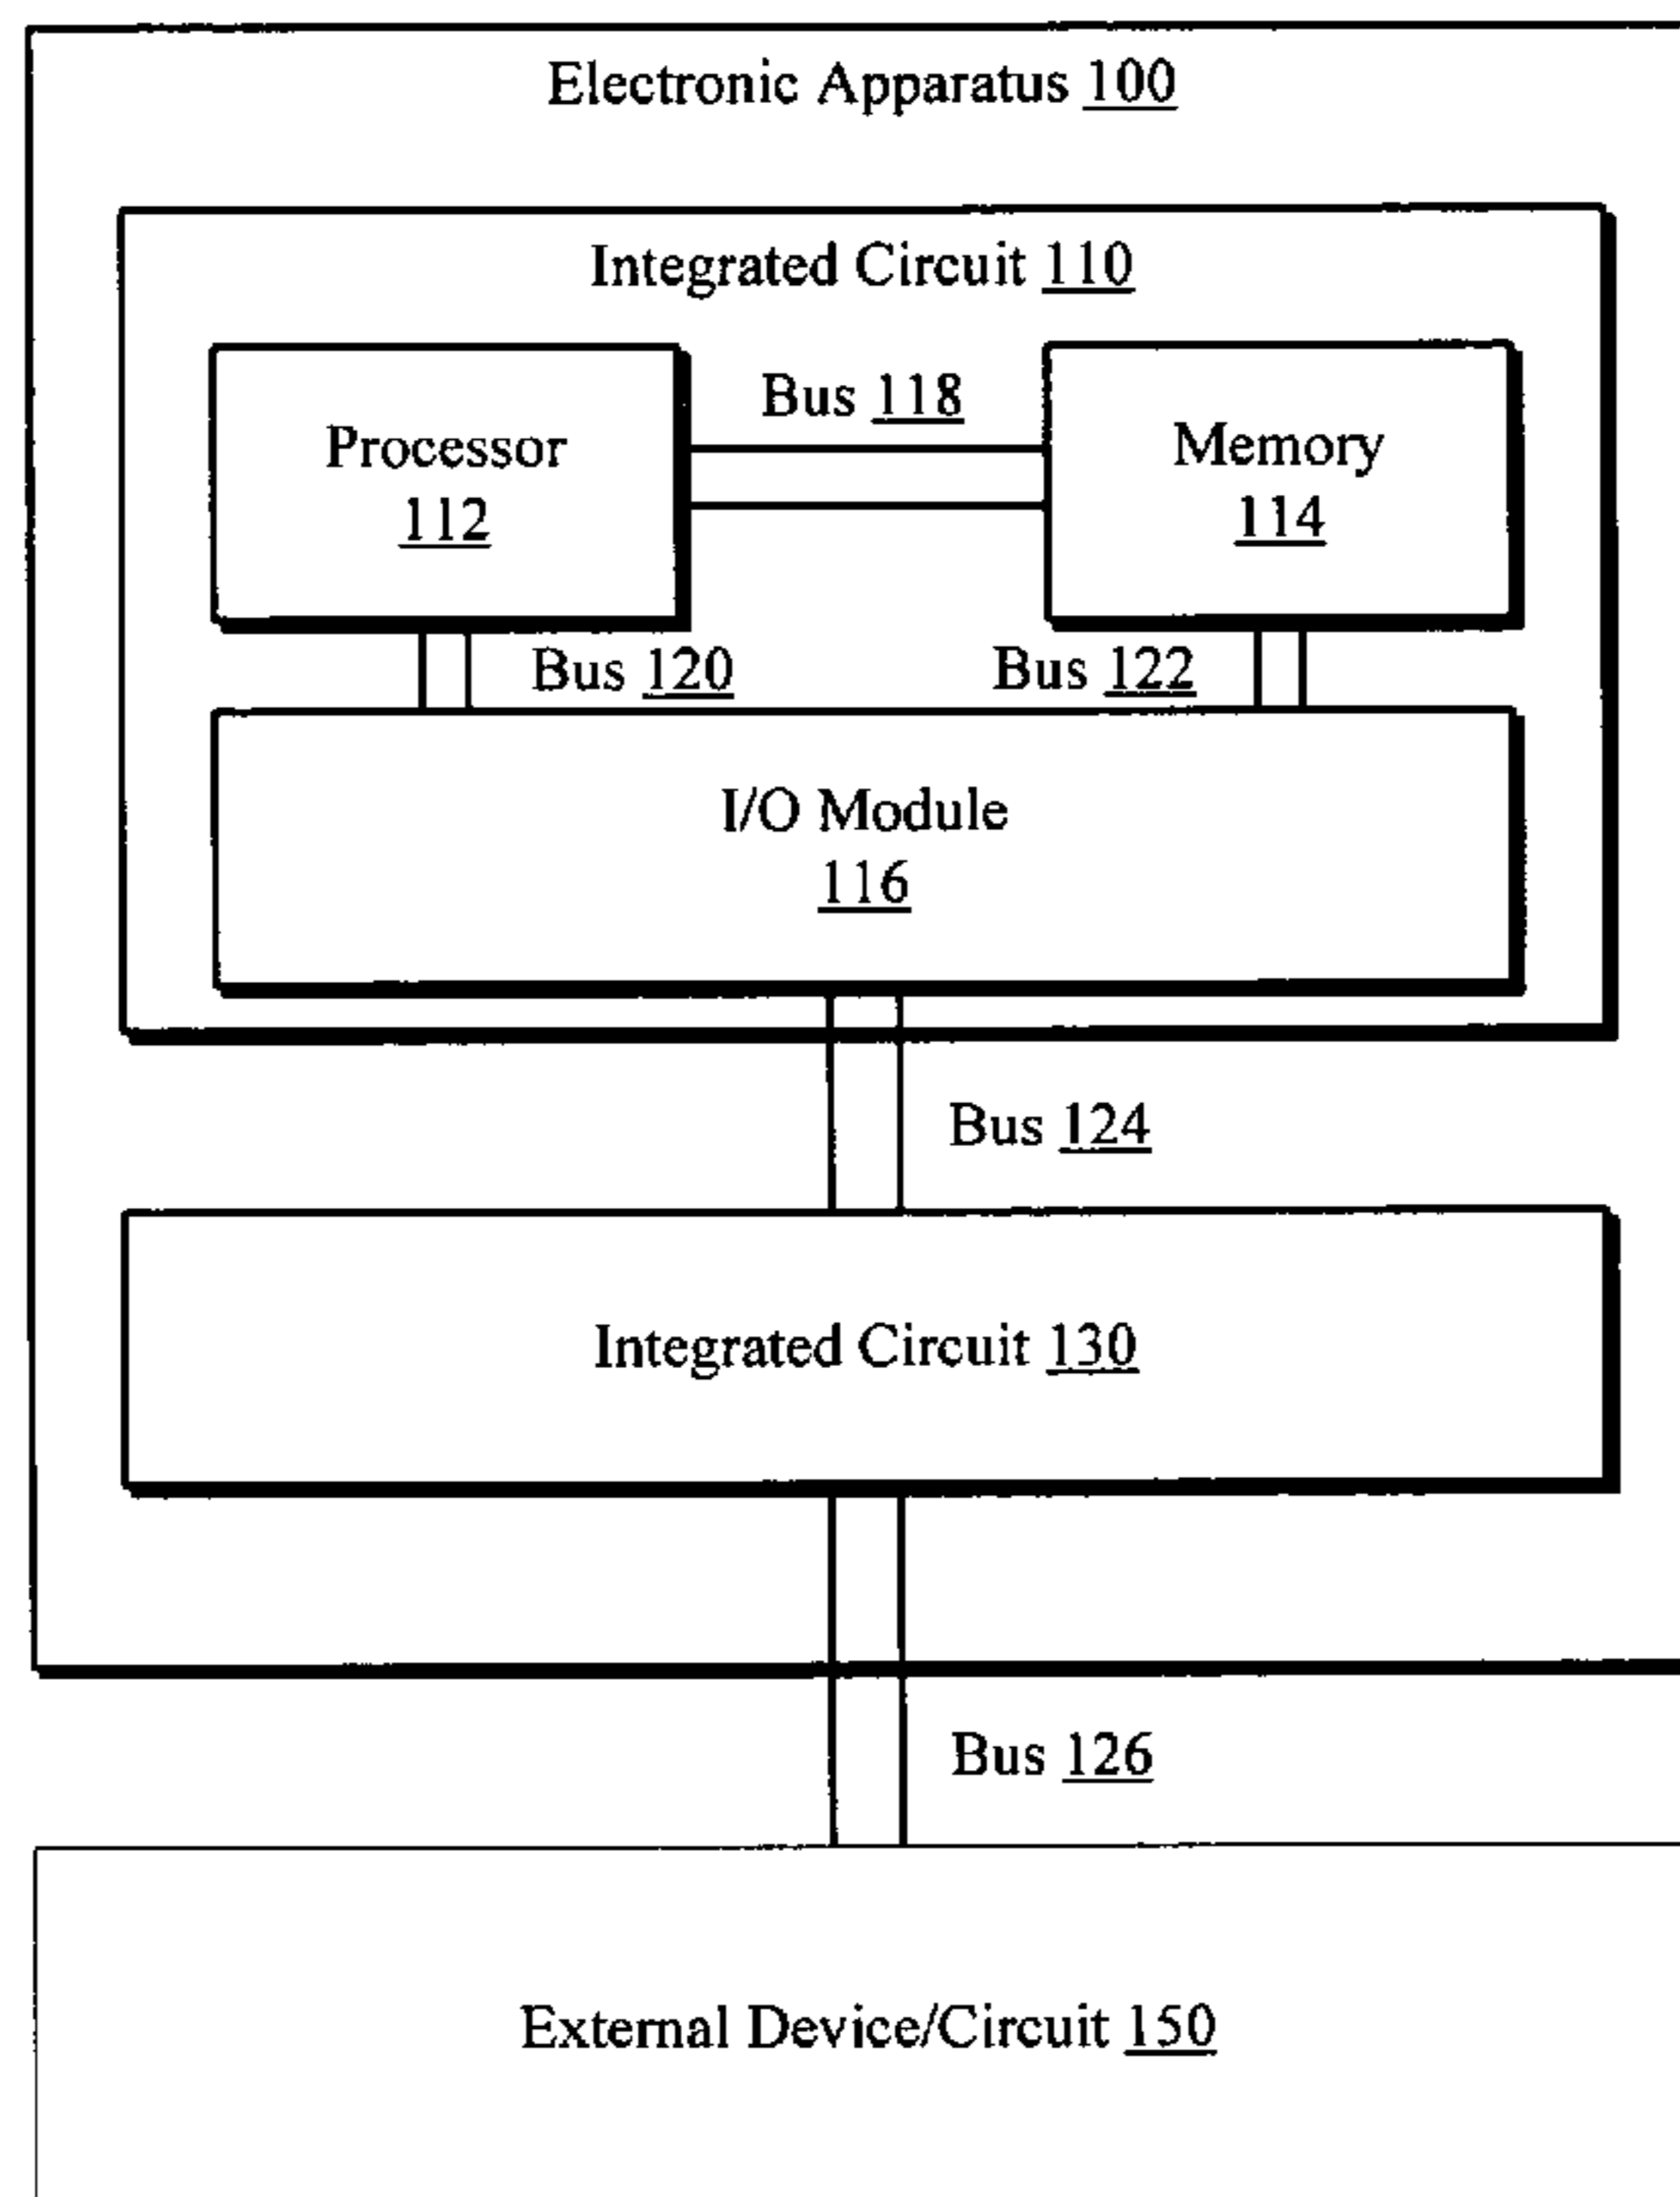 Electronic Apparatus 100
Integrated Circuit 110
Bus 118
Processor
112
Memory
114
Bus 120
Bus 122
I/O Module
116
Bus 124
Integrated Circuit 130
Bus 126
External Device/Circuit 150